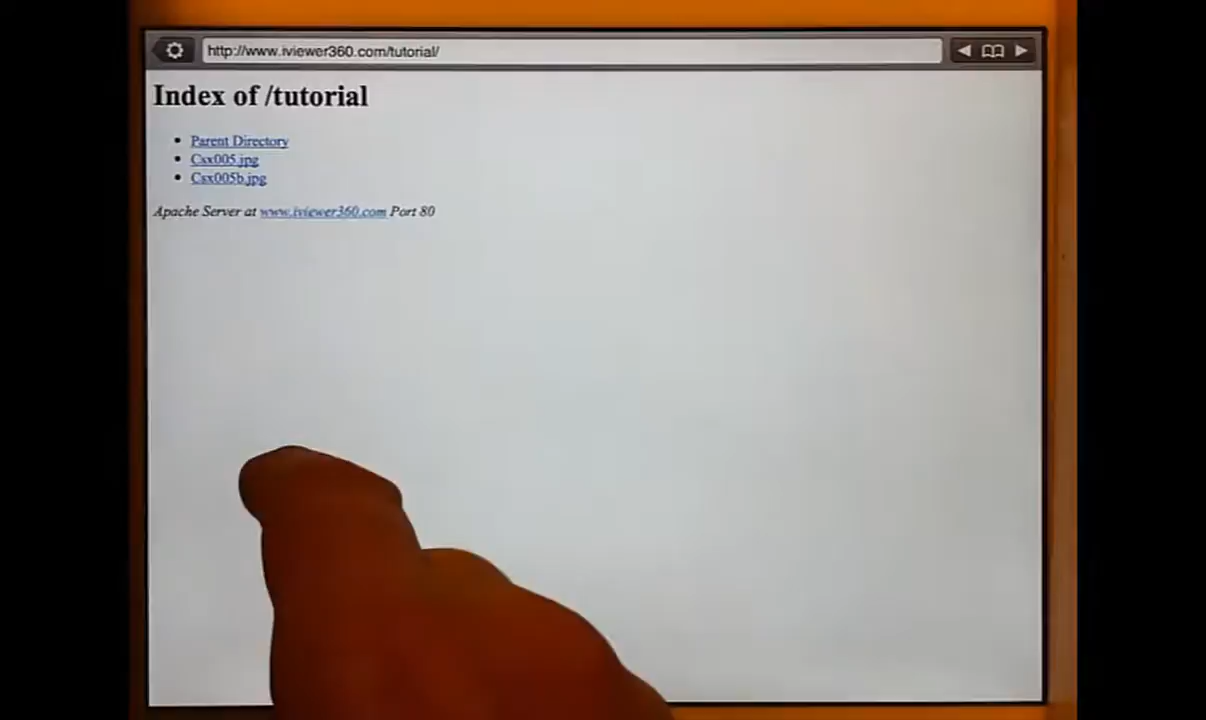 http://www.iviewer360.com/tutorial/
Index of /tutorial
Parent Directory
Csx005.jpg
Csx005b.jpg
Apache Server at www.iviewer360.com Port 80